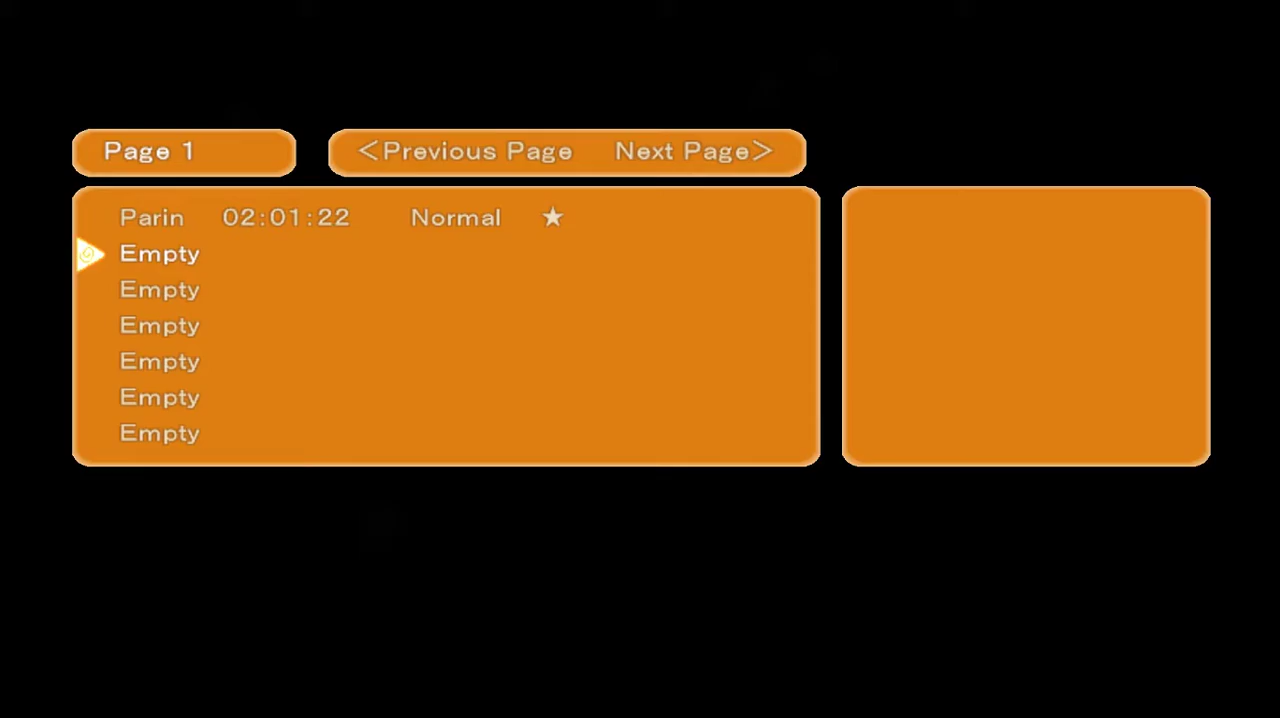 Page 1
<Previous Page Next Page>
Parin 02:01:22 Normal ★
Empty
Empty
Empty
Empty
Empty
Empty